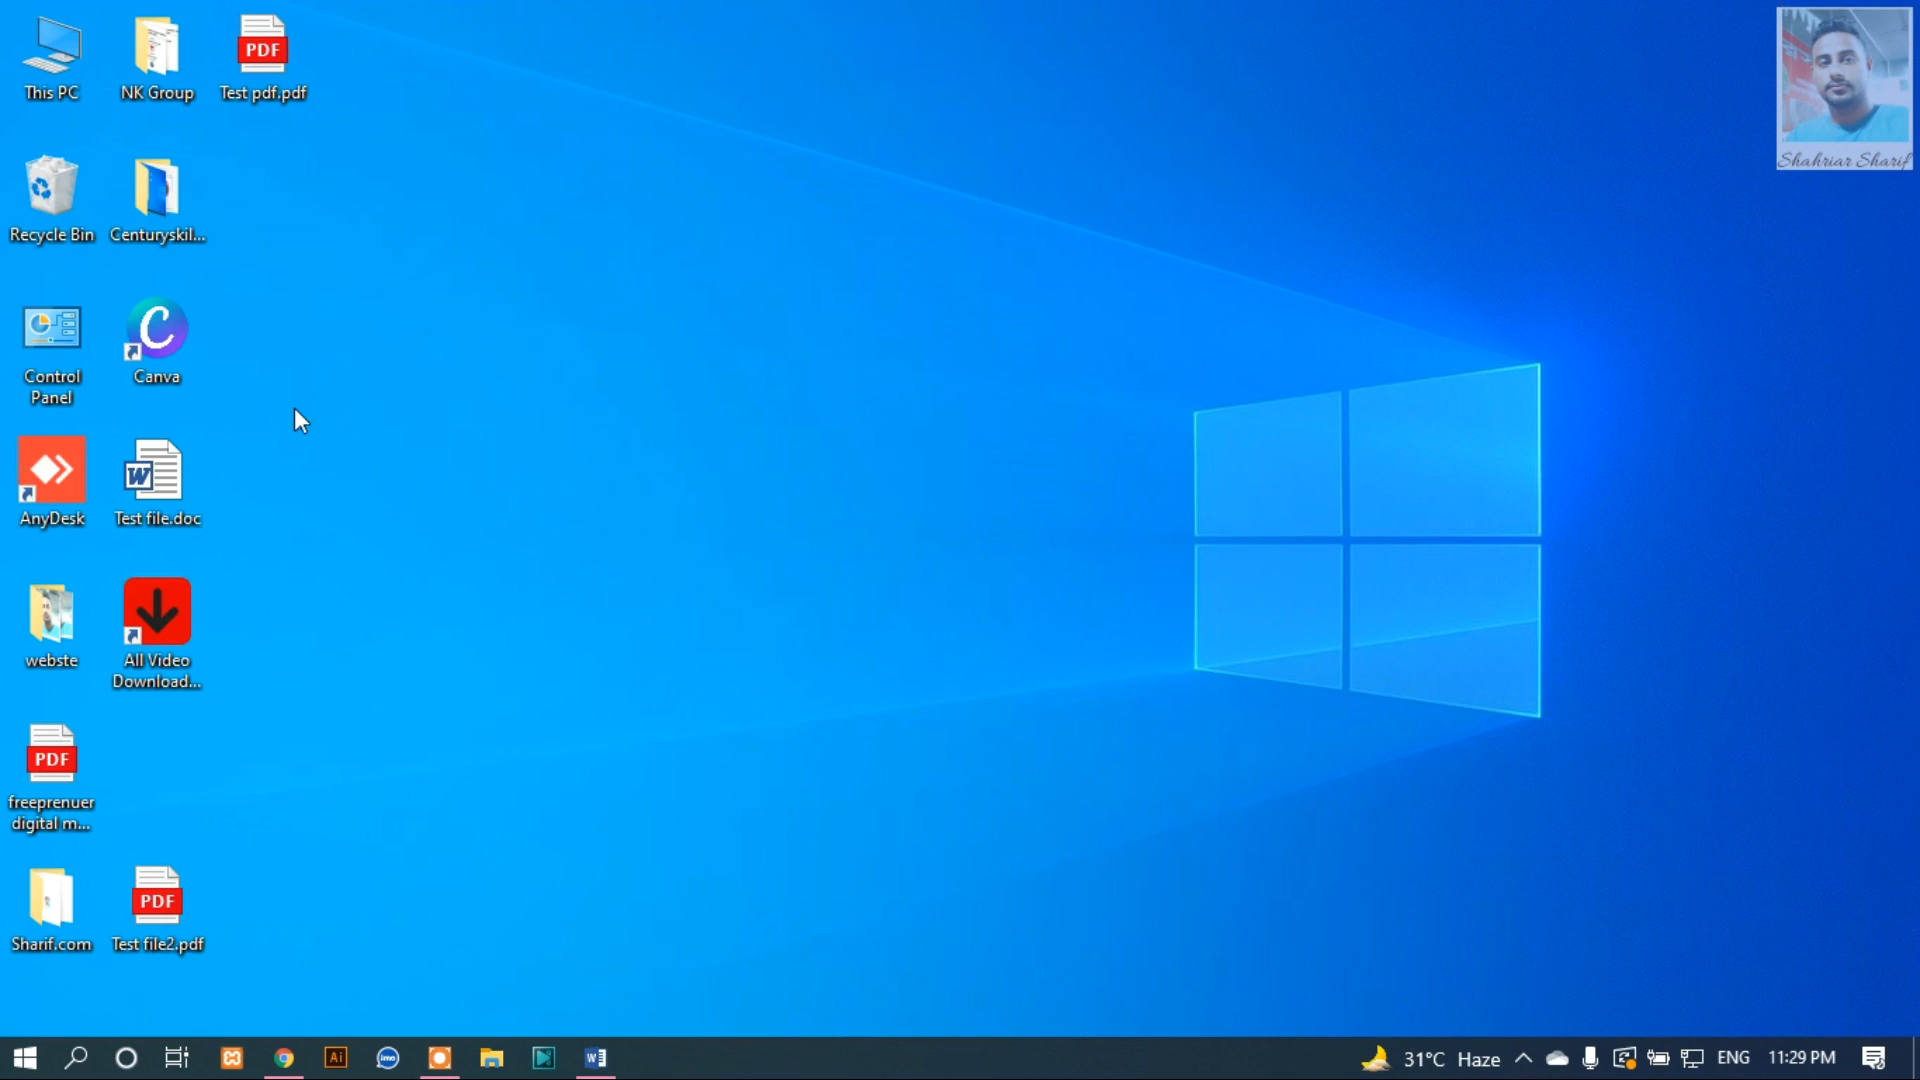 This PC
NK Group
Test pdf.pdf
PDF
Shahriar Sharif
Recycle Bin
Centuryskil...
Control
Panel
C
Canva
AnyDesk
W
Test file.doc
webste
All Video
Download...
PDF
freeprenuer
digital m...
Sharif.com
PDF
Test file2.pdf
Ai
imo
W
31°C Haze
ENG
11:29 PM